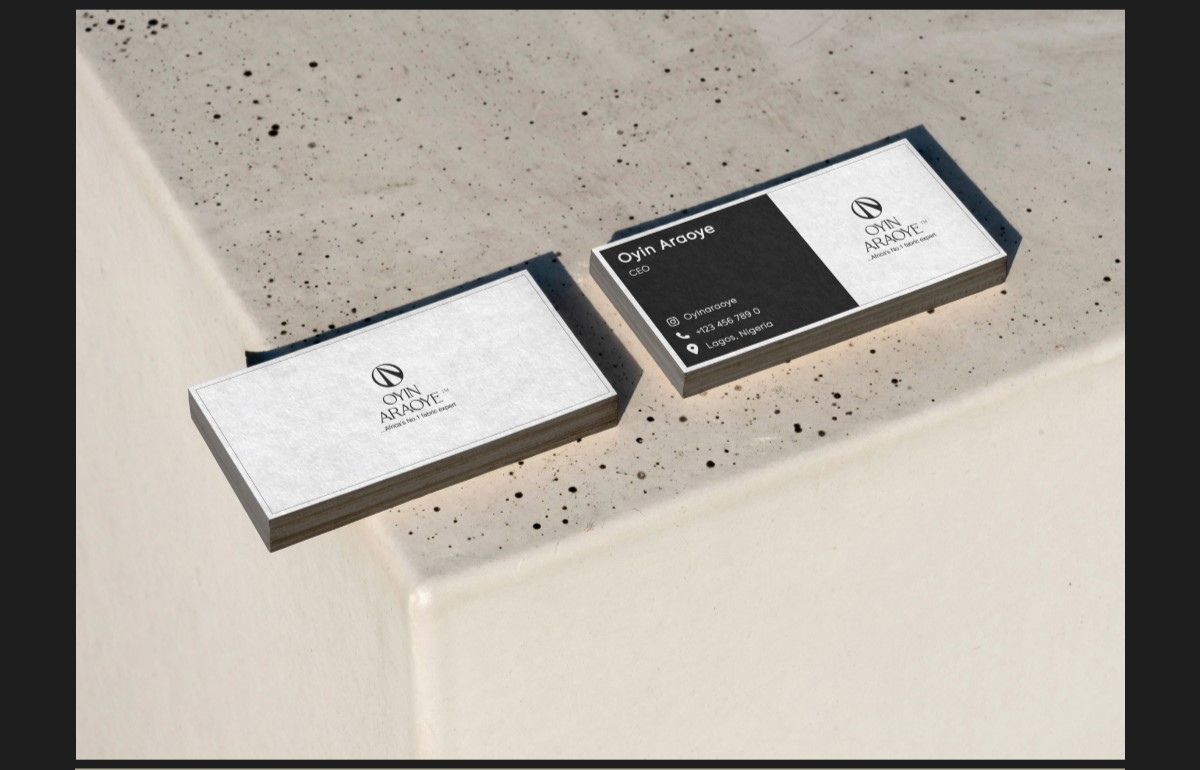 OYIN
ARAOYE ™
...Africa's No.1 fabric expert
Oyin Araoye
CEO
Oyinaraoye
+123 456 789 0
Lagos, Nigeria
OYIN
ARAOYE ™
...Africa's No.1 fabric expert